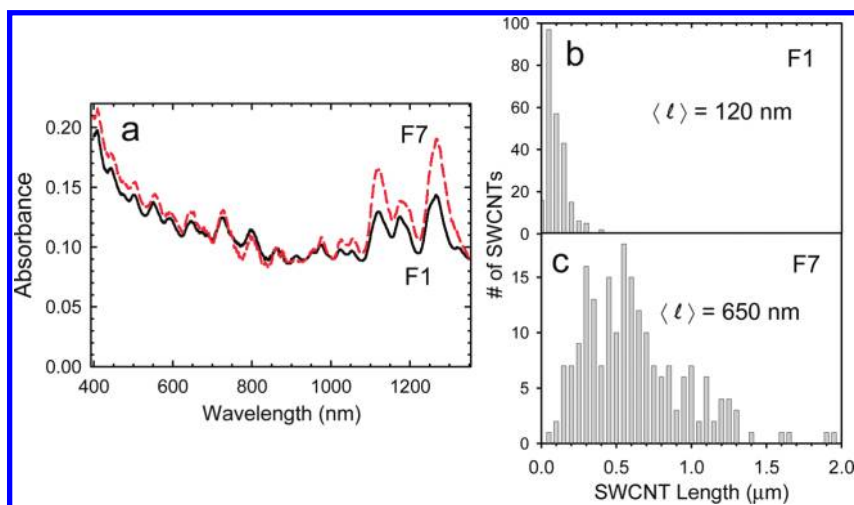 a
0.20
0.15
0.10
0.05
0.00
Absorbance
F7
F1
400 600 800 1000 1200
Wavelength (nm)
100
80
60
40
20
0
b
F1
⟨ ℓ ⟩ = 120 nm
# of SWCNTs
15
10
5
0
c
F7
⟨ ℓ ⟩ = 650 nm
0.0 0.5 1.0 1.5 2.0
SWCNT Length (μm)